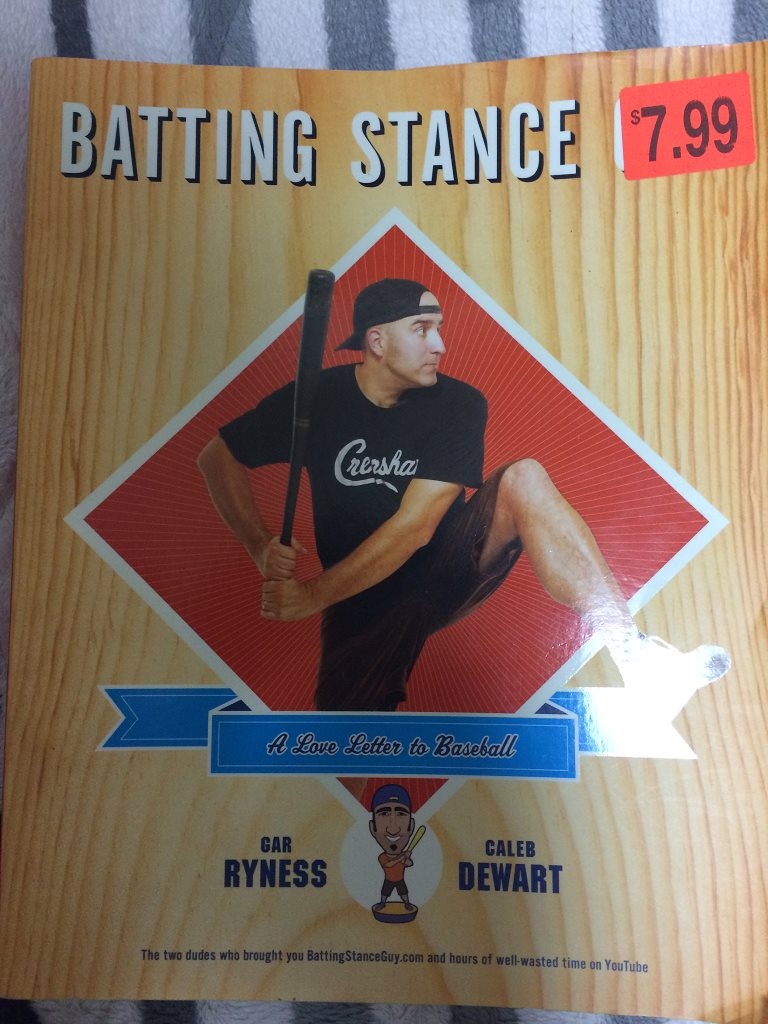 BATTING STANCE
$7.99
Crensha
A Love Letter to Baseball
GAR
RYNESS
CALEB
DEWART
The two dudes who brought you BattingStanceGuy.com and hours of well-wasted time on YouTube